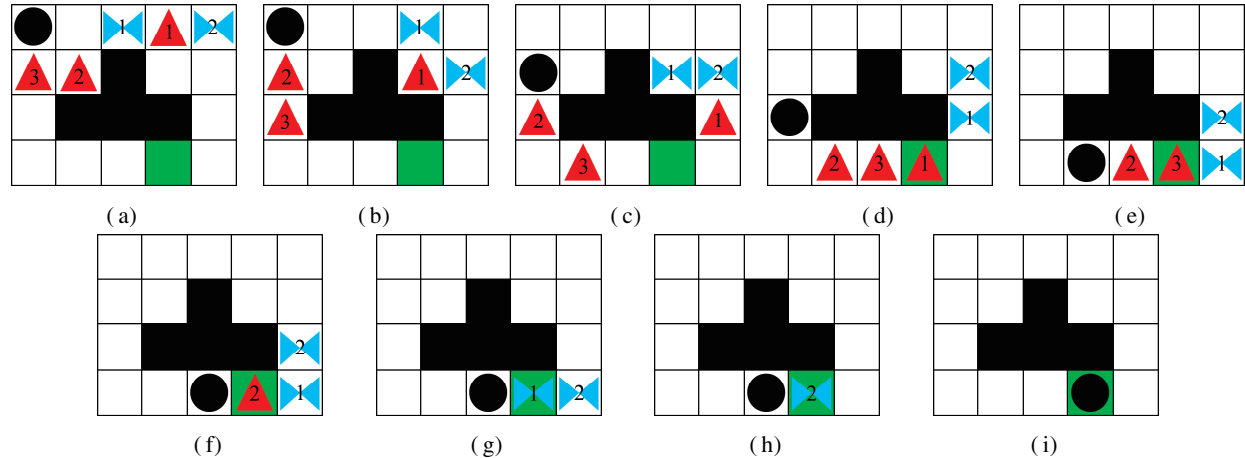 1 1 2
3 2
( a )
1
2 1 2
3
( b )
1 2
2 1
3
( c )
2
1
2 3 1
( d )
2
2 3 1
( e )
2
2 1
( f )
1 2
( g )
2
( h )
( i )